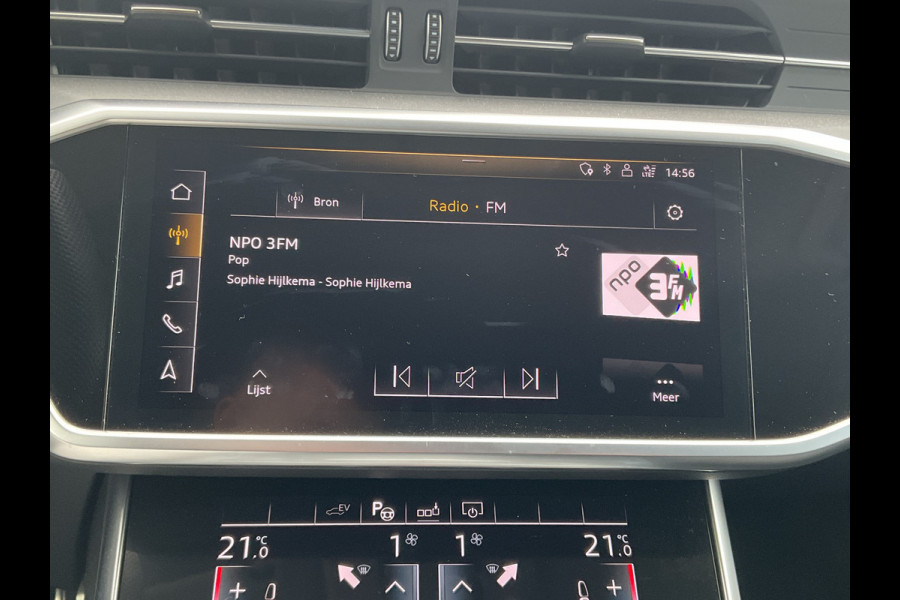 LTE 14:56
Bron Radio · FM
NPO 3FM
Pop
Sophie Hijlkema - Sophie Hijlkema
npo 3FM
Lijst
Meer
EV P
21.0 °C 1 1 21.0 °C
+ +